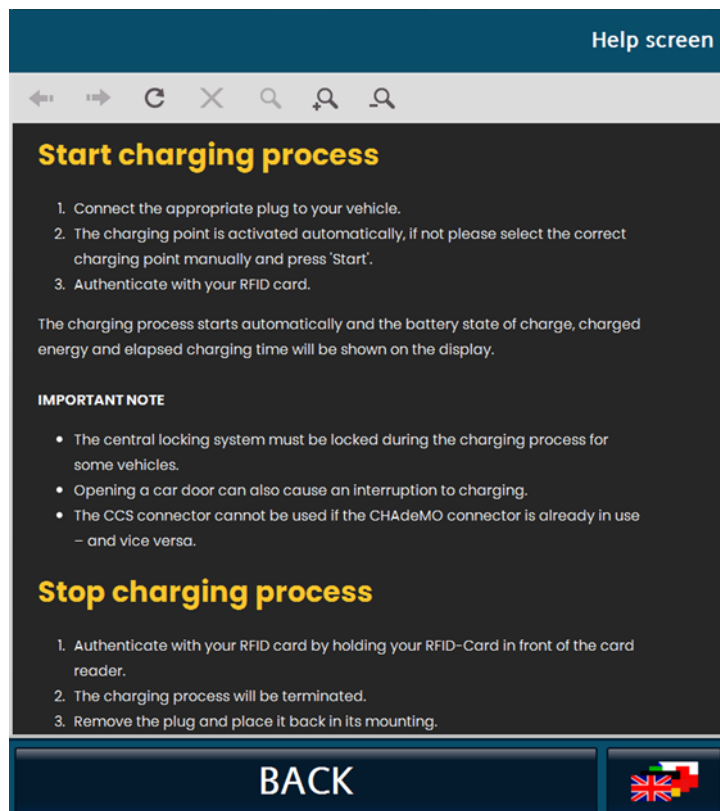 Help screen
Start charging process
1. Connect the appropriate plug to your vehicle.
2. The charging point is activated automatically, if not please select the correct
charging point manually and press 'Start'.
3. Authenticate with your RFID card.
The charging process starts automatically and the battery state of charge, charged
energy and elapsed charging time will be shown on the display.
IMPORTANT NOTE
• The central locking system must be locked during the charging process for
some vehicles.
• Opening a car door can also cause an interruption to charging.
• The CCS connector cannot be used if the CHAdeMO connector is already in use
– and vice versa.
Stop charging process
1. Authenticate with your RFID card by holding your RFID-Card in front of the card
reader.
2. The charging process will be terminated.
3. Remove the plug and place it back in its mounting.
BACK